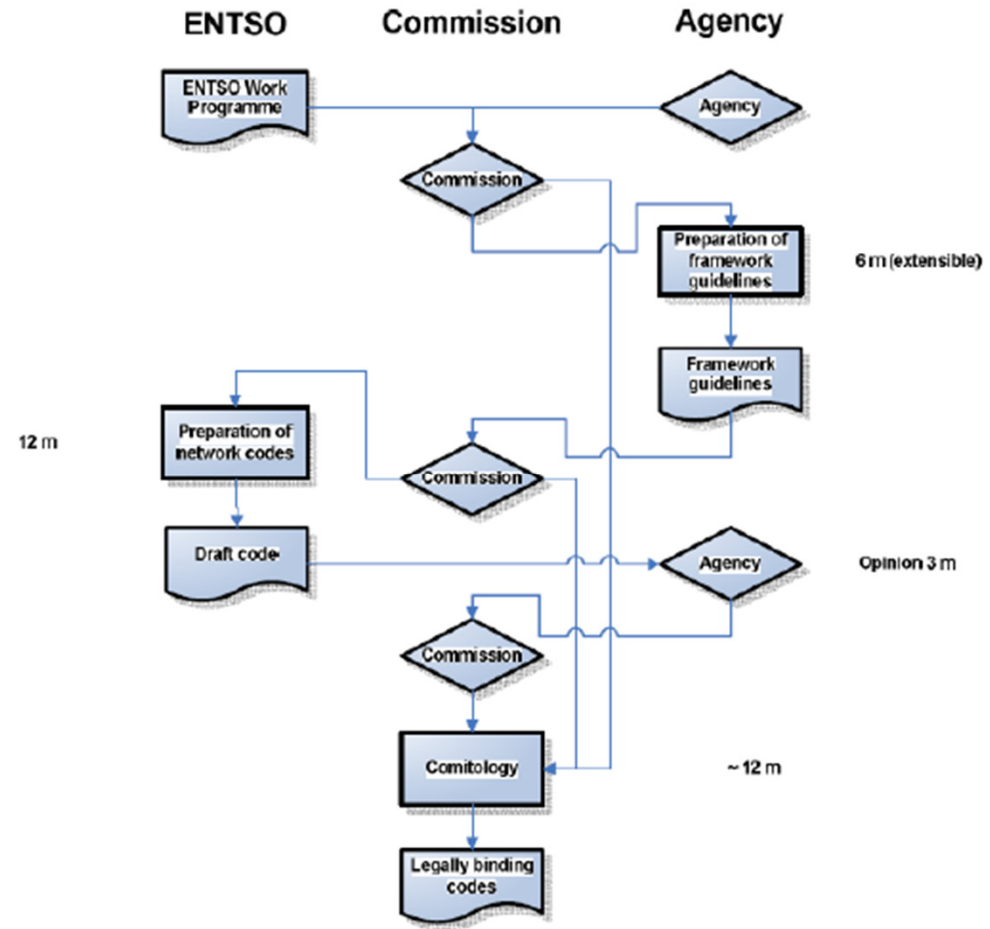 ENTSO
Commission
Agency
ENTSO Work
Programme
Agency
Commission
Preparation of
framework
guidelines
6 m (extensible)
Framework
guidelines
12 m
Preparation of
network codes
Commission
Draft code
Agency
Opinion 3 m
Commission
Comitology
~ 12 m
Legally binding
codes